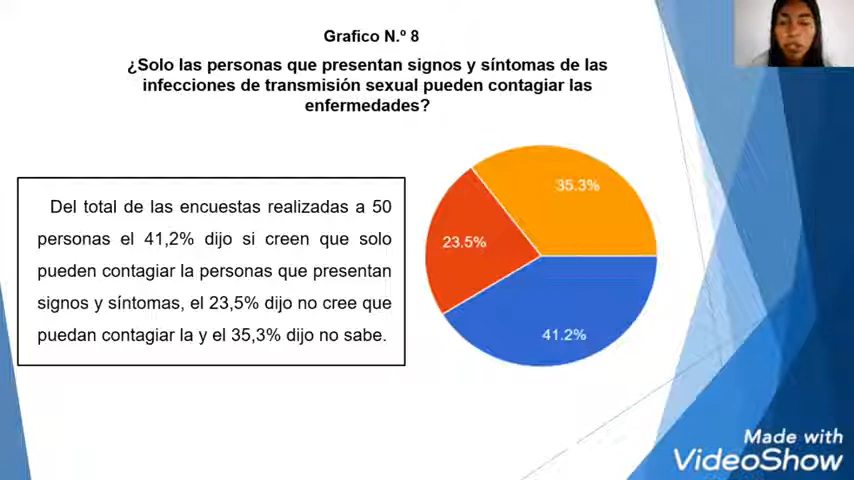 Grafico N.º 8
¿Solo las personas que presentan signos y síntomas de las
infecciones de transmisión sexual pueden contagiar las
enfermedades?
Del total de las encuestas realizadas a 50
personas el 41,2% dijo si creen que solo
pueden contagiar la personas que presentan
signos y síntomas, el 23,5% dijo no cree que
puedan contagiar la y el 35,3% dijo no sabe.
35.3%
23.5%
41.2%
Made with
VideoShow